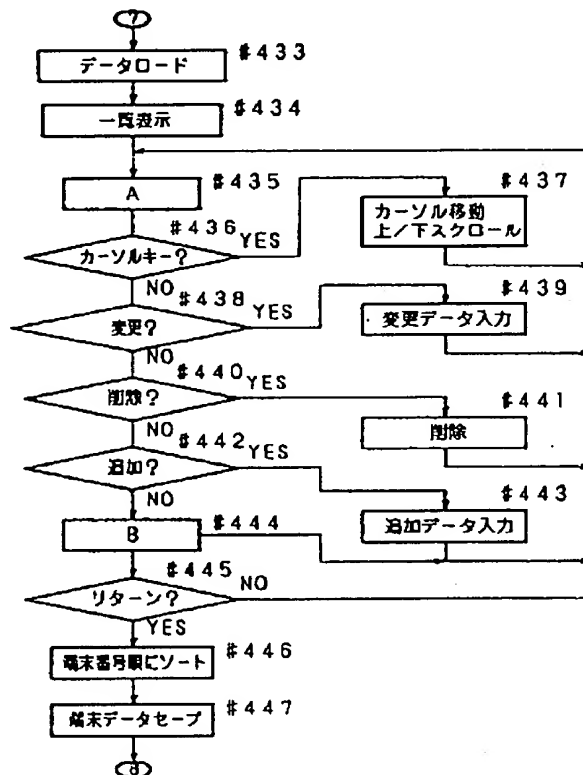 7
データロード #433
一覧表示 #434
A #435
#436 YES
カーソルキー?
#437
カーソル移動
上/下スクロール
NO
#438 YES
変更?
#439
変更データ入力
NO
#440 YES
削除?
#441
削除
NO
#442 YES
追加?
#443
追加データ入力
NO
B #444
#445 NO
リターン?
YES
端末番号順にソート #446
端末データセーブ #447
8